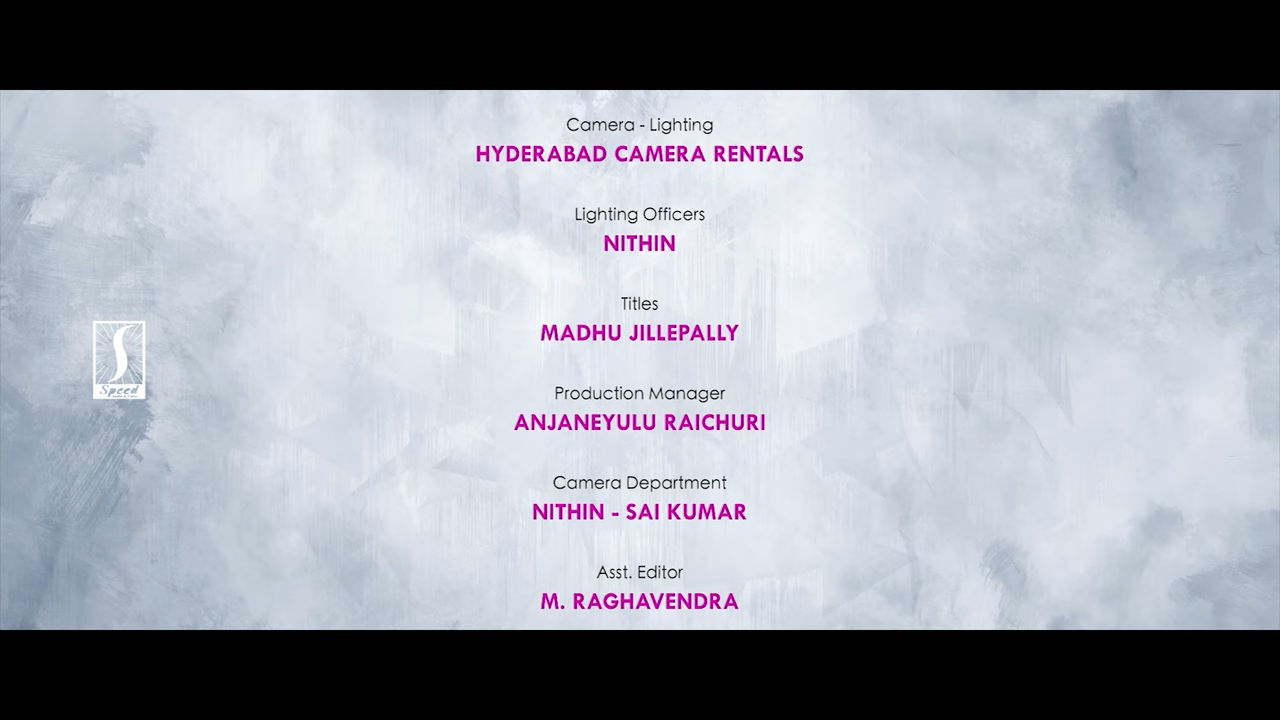 Camera - Lighting
HYDERABAD CAMERA RENTALS
Lighting Officers
NITHIN
Titles
MADHU JILLEPALLY
Speed
Production Manager
ANJANEYULU RAICHURI
Camera Department
NITHIN - SAI KUMAR
Asst. Editor
M. RAGHAVENDRA